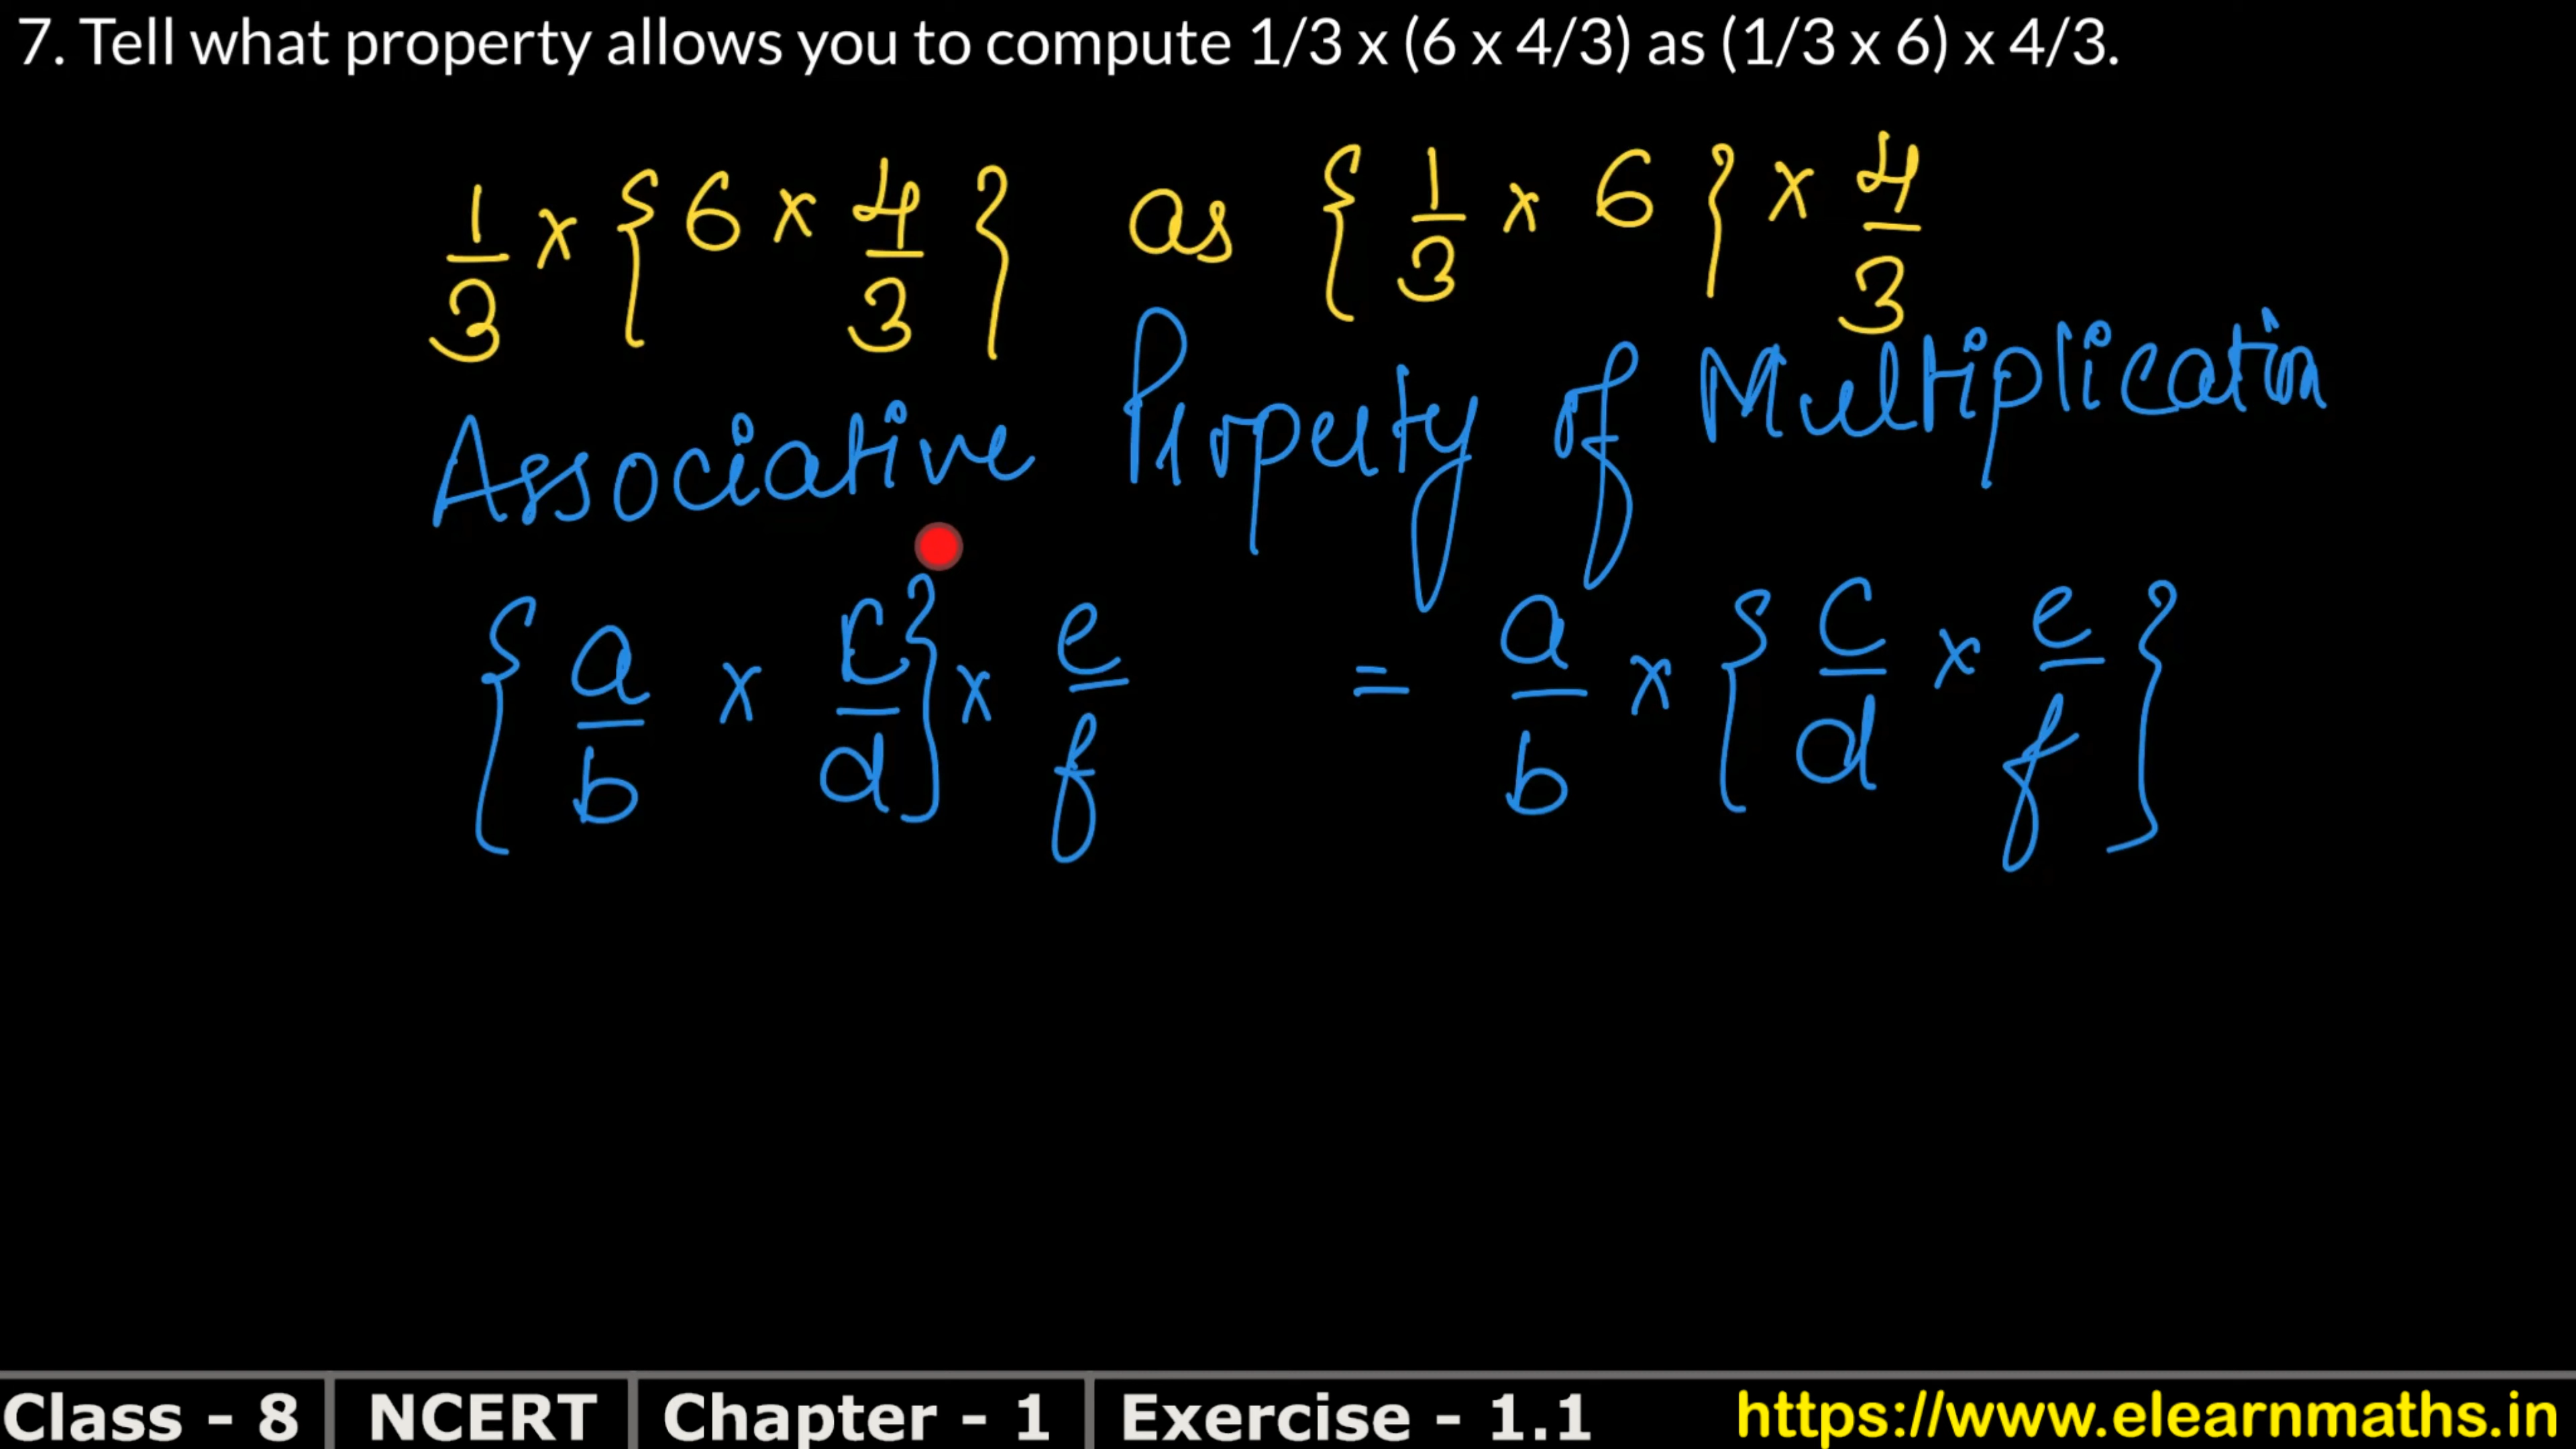 7. Tell what property allows you to compute 1/3 x (6 x 4/3) as (1/3 x 6) x 4/3.
1/3 x {6 x 4/3} as {1/3 x 6} x 4/3
Associative Property of Multiplication
{a/b x c/d} x e/f = a/b x {c/d x e/f}
Class - 8 NCERT Chapter - 1 Exercise - 1.1 https://www.elearnmaths.in